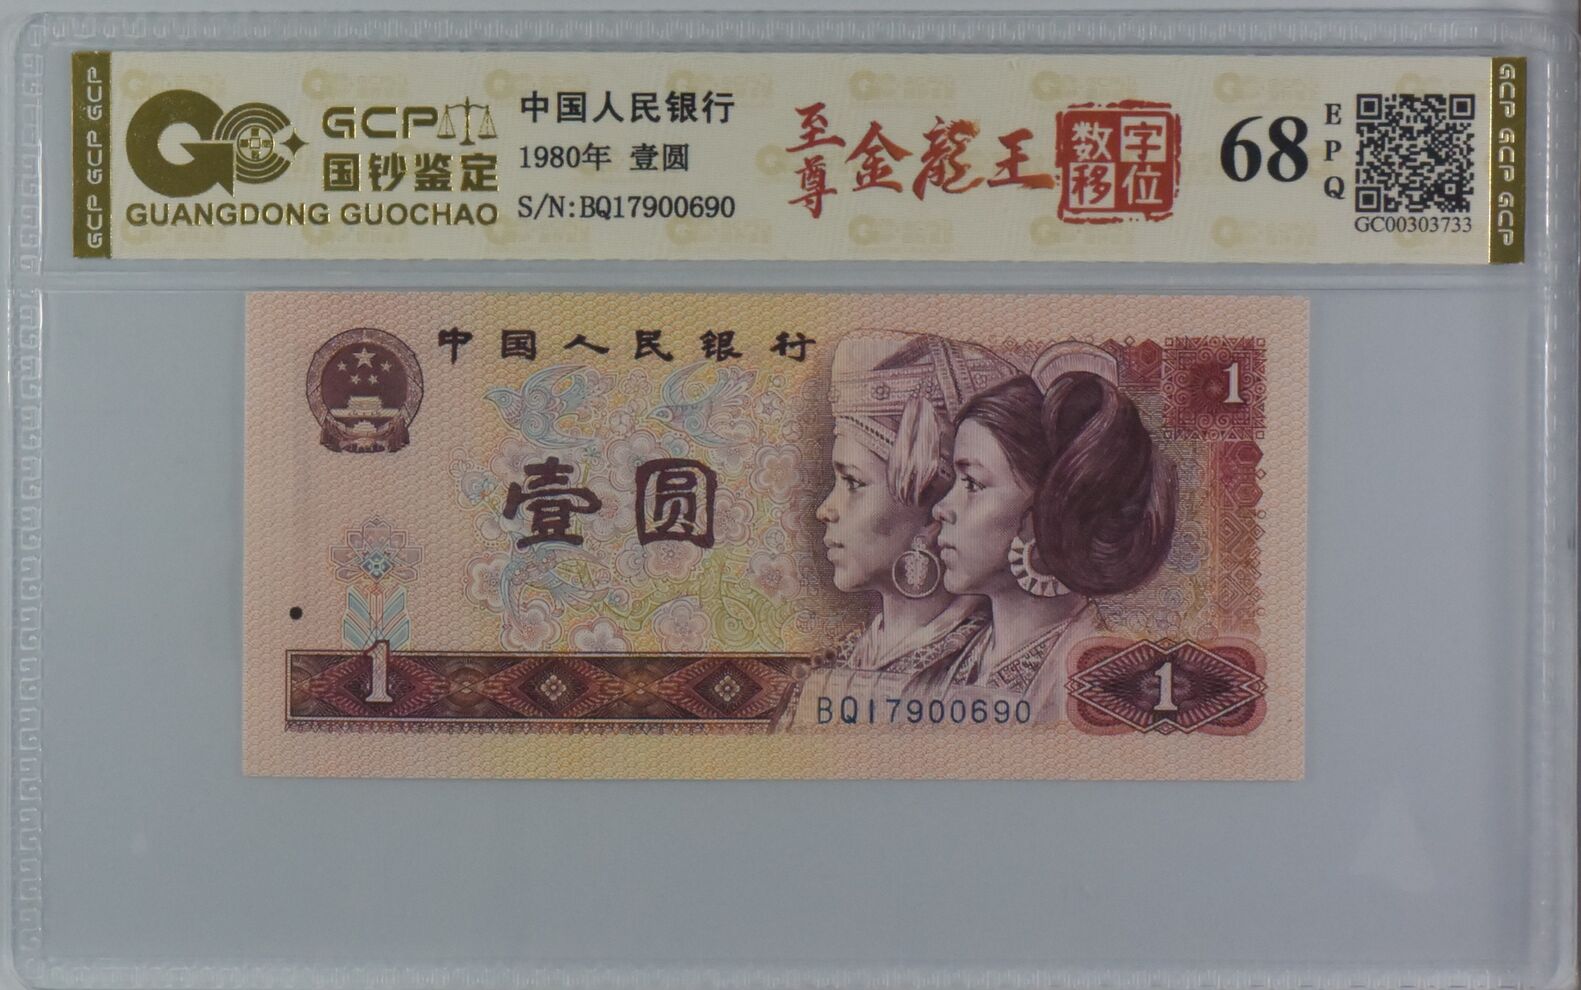 GCP GCP GCP
GCP
国钞鉴定
GUANGDONG GUOCHAO
中国人民银行
1980年 壹圆
S/N:BQ17900690
至尊金龍王
数字
移位
68
EPQ
GC00303733
GCP GCP GCP
中国人民银行
1
壹圆
1
BQ17900690
1